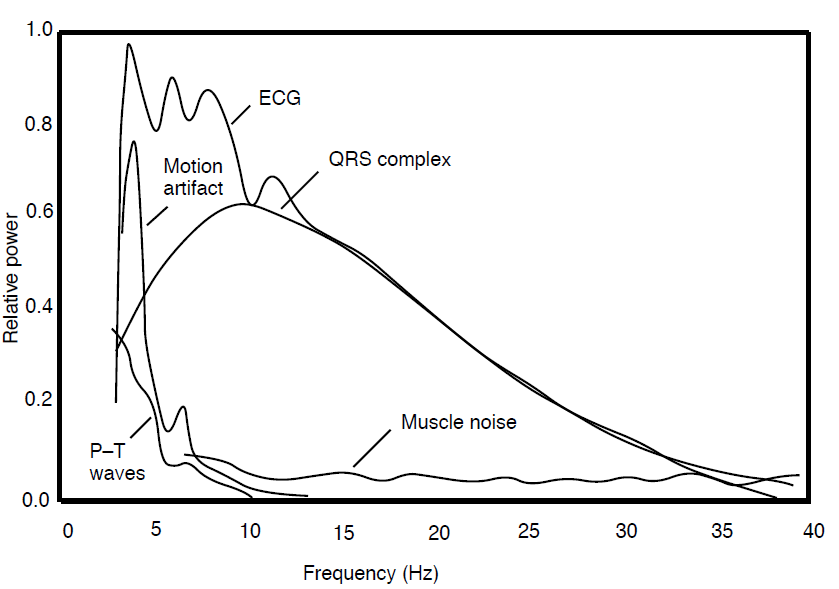 1.0
0.8
0.6
0.4
0.2
0.0
Relative power
ECG
QRS complex
Motion
artifact
Muscle noise
P–T
waves
0 5 10 15 20 25 30 35 40
Frequency (Hz)